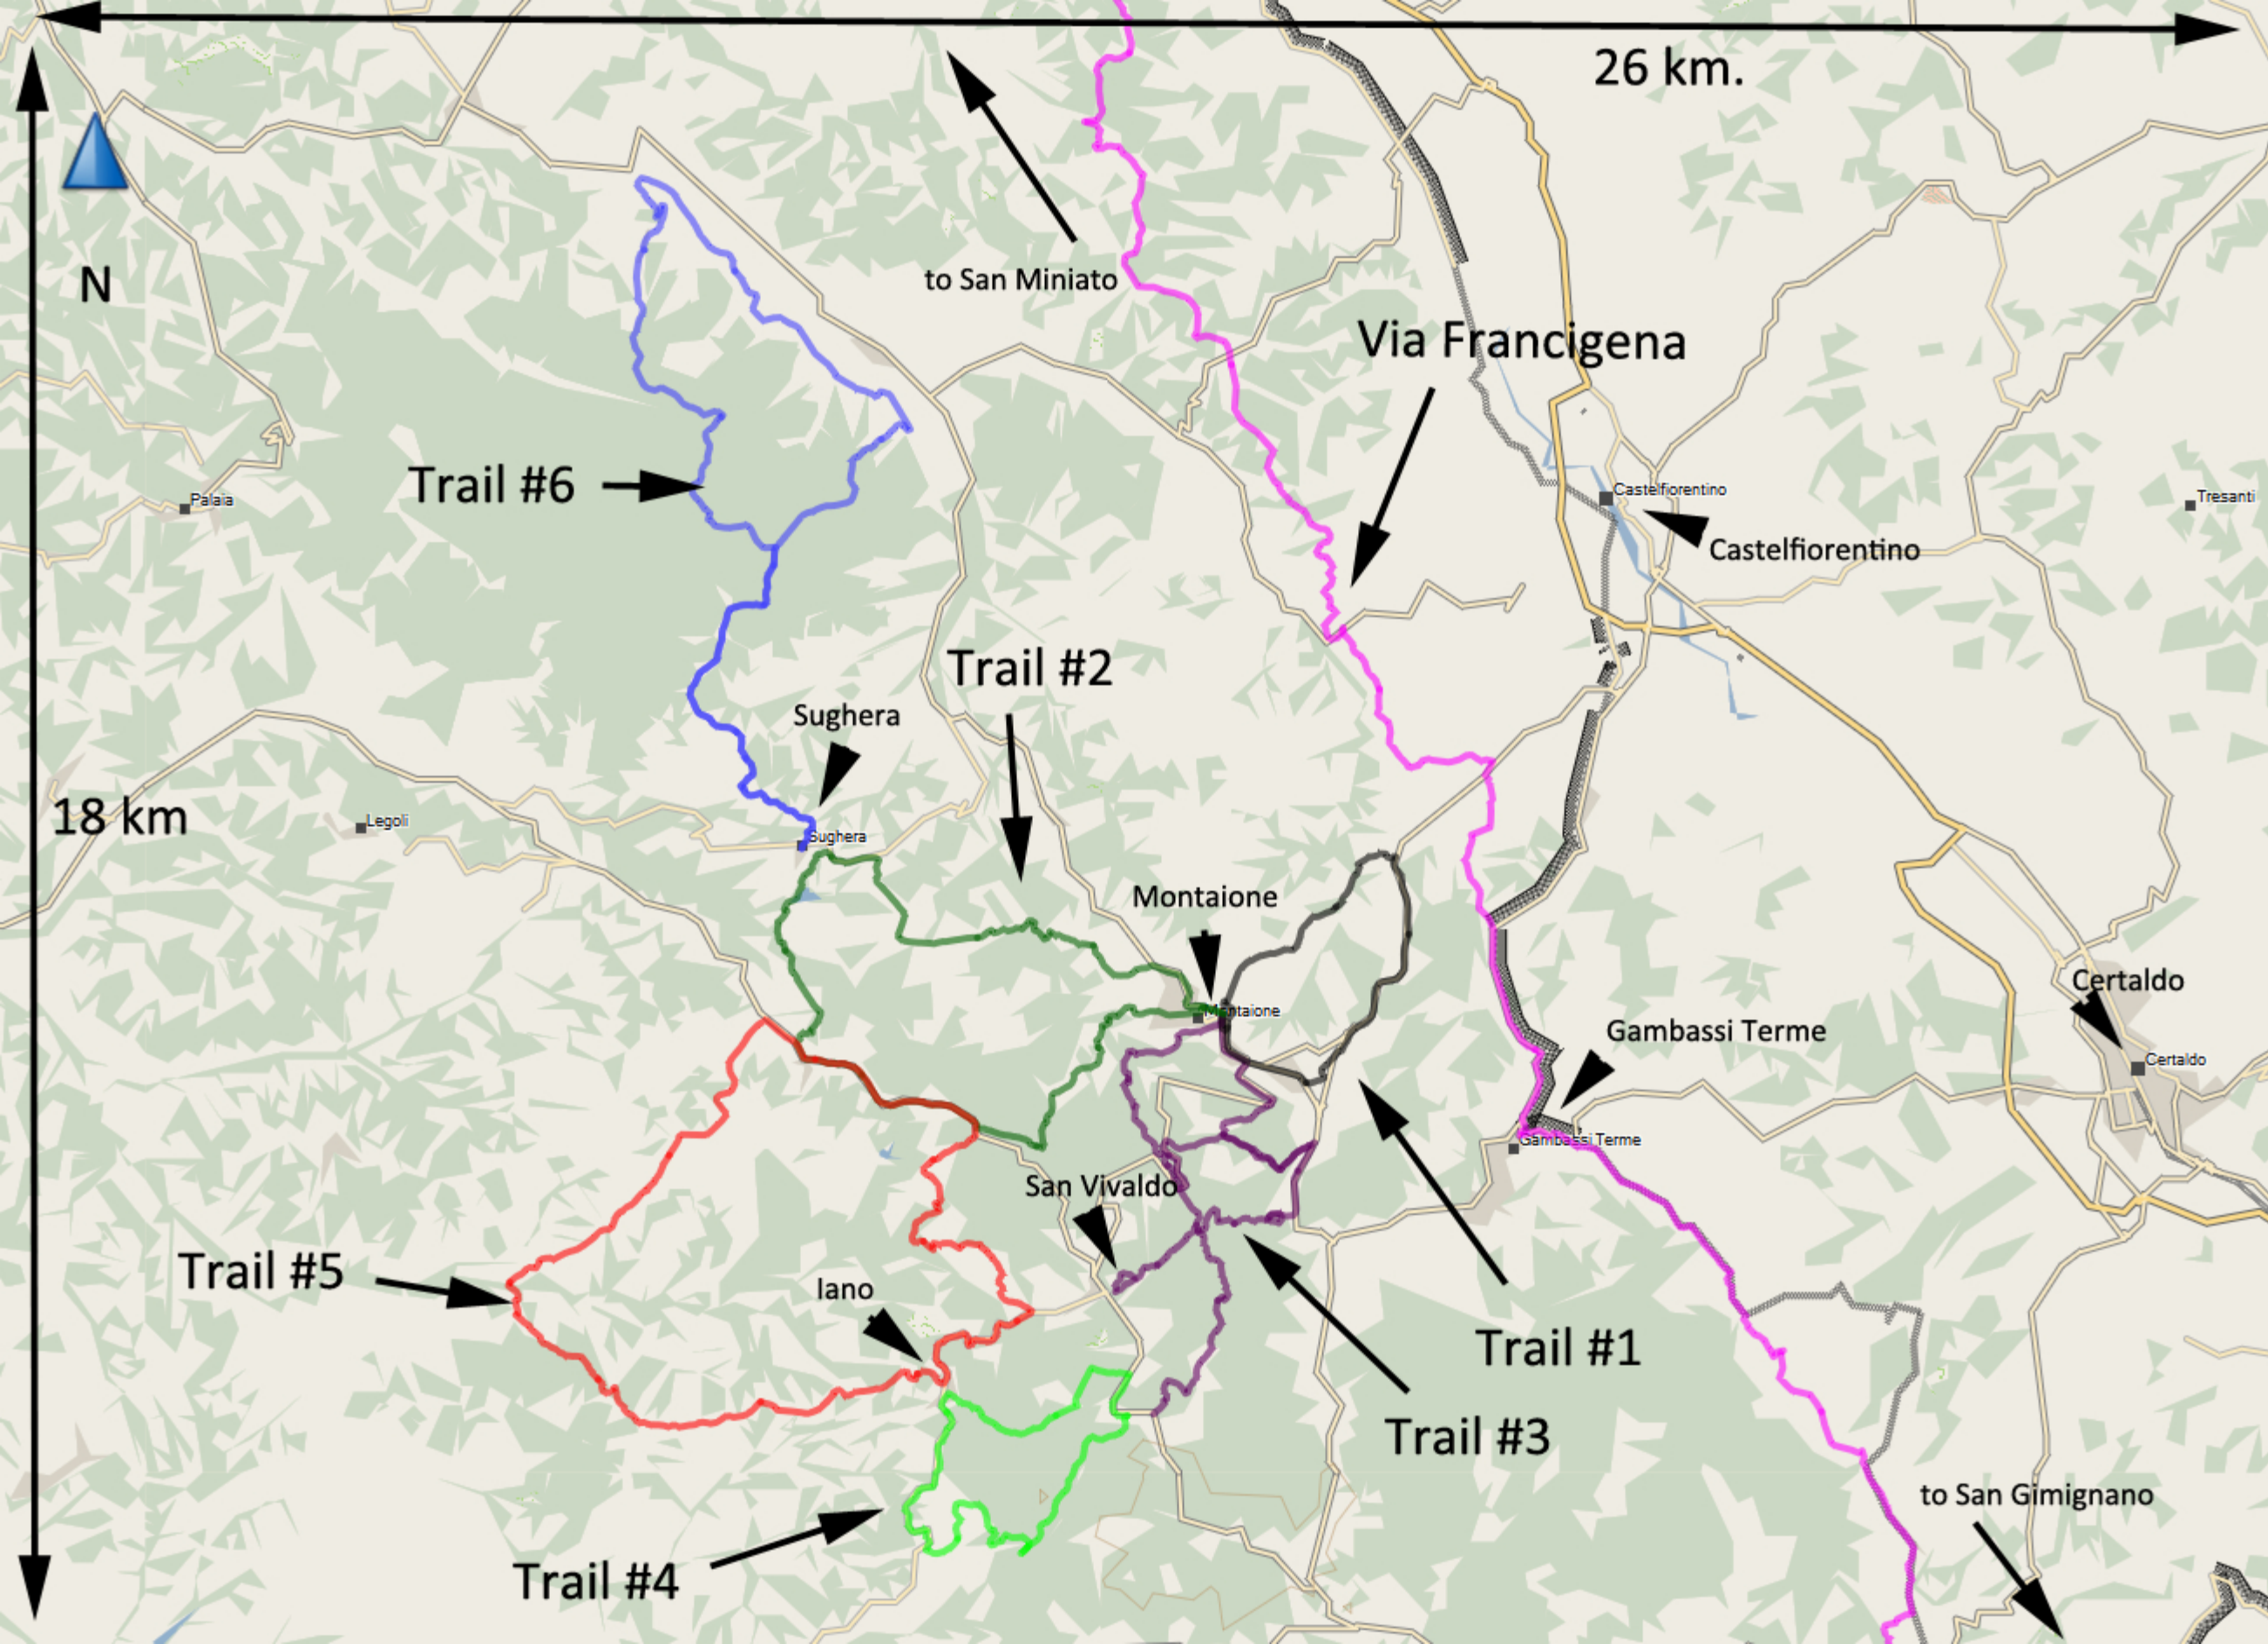 26 km.
N
to San Miniato
Via Francigena
Trail #6
Palaia
Castelfiorentino
Tresanti
Castelfiorentino
Trail #2
Sughera
18 km
Legoli
Sughera
Montaione
Certaldo
Montaione
Gambassi Terme
Certaldo
Gambassi Terme
San Vivaldo
Trail #5
Iano
Trail #1
Trail #3
to San Gimignano
Trail #4